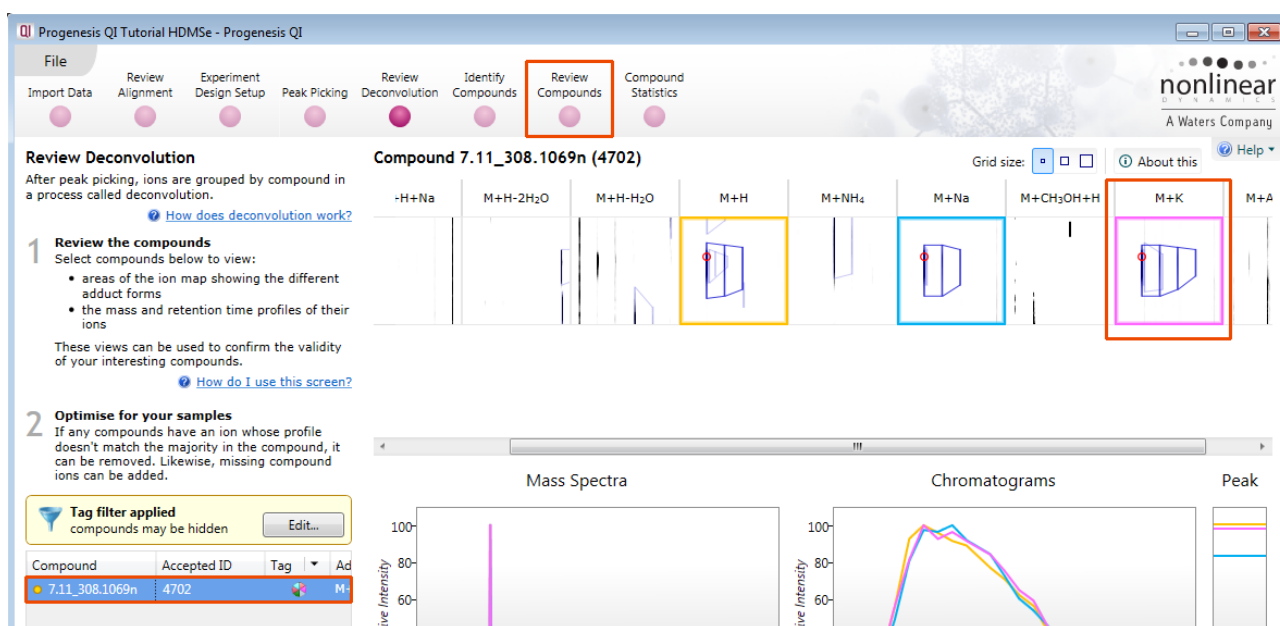 Progenesis QI Tutorial HDMSe - Progenesis QI
File
Import Data
Review
Alignment
Experiment
Design Setup
Peak Picking
Review
Deconvolution
Identify
Compounds
Review
Compounds
Compound
Statistics
nonlinear
DYNAMICS
A Waters Company
Review Deconvolution
After peak picking, ions are grouped by compound in
a process called deconvolution.
How does deconvolution work?
1 Review the compounds
Select compounds below to view:
• areas of the ion map showing the different
adduct forms
• the mass and retention time profiles of their
ions
These views can be used to confirm the validity
of your interesting compounds.
How do I use this screen?
2 Optimise for your samples
If any compounds have an ion whose profile
doesn't match the majority in the compound, it
can be removed. Likewise, missing compound
ions can be added.
Tag filter applied
compounds may be hidden
Edit...
Compound Accepted ID Tag Ad
7.11_308.1069n 4702 M+
Compound 7.11_308.1069n (4702)
Grid size:
About this
Help
-H+Na M+H-2H₂O M+H-H₂O M+H M+NH₄ M+Na M+CH₃OH+H M+K M+A
Mass Spectra
100
80
60
ive Intensity
Chromatograms
100
80
60
ive Intensity
Peak